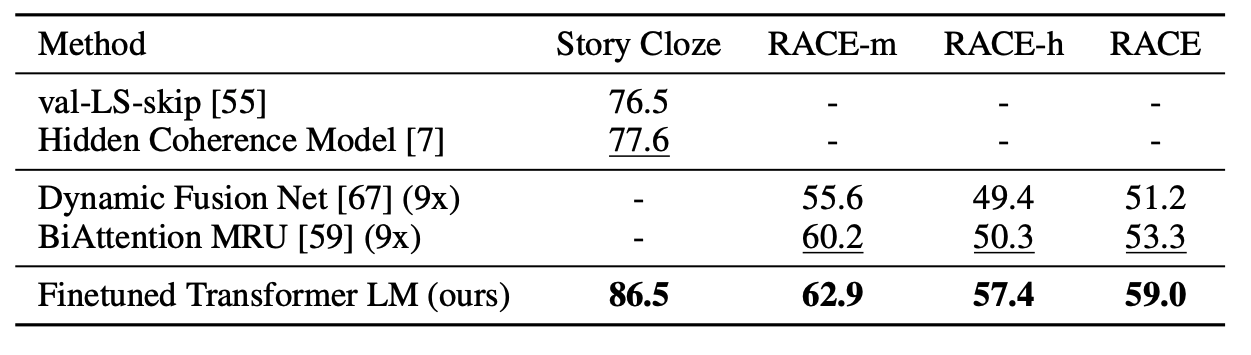 Method Story Cloze RACE-m RACE-h RACE
val-LS-skip [55] 76.5 - - -
Hidden Coherence Model [7] 77.6 - - -
Dynamic Fusion Net [67] (9x) - 55.6 49.4 51.2
BiAttention MRU [59] (9x) - 60.2 50.3 53.3
Finetuned Transformer LM (ours) 86.5 62.9 57.4 59.0